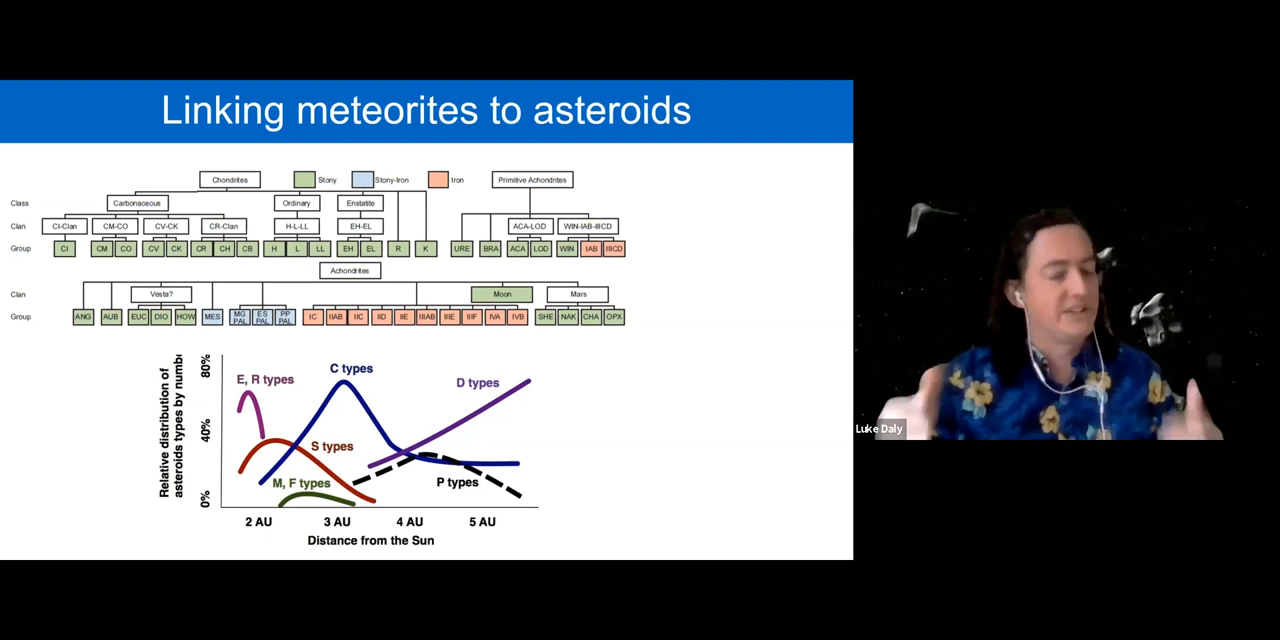 Linking meteorites to asteroids
Chondrites Stony Stony-Iron Iron Primitive Achondrites
Class Carbonaceous Ordinary Enstatite
Clan CI-Clan CM-CO CV-CK CR-Clan H-L-LL EH-EL ACA-LOD WIN-IAB-IIICD
Group CI CM CO CV CK CR CH CB H L LL EH EL R K URE BRA ACA LOD WIN IAB IIICD
Achondrites
Clan Vesta? Moon Mars
Group ANG AUB EUC DIO HOW MES MG PAL ES PAL PP PAL IC IIAB IIC IID IIE IIIAB IIIE IIIF IVA IVB SHE NAK CHA OPX
Relative distribution of
asteroids types by numbe
80%
40%
0%
E, R types
C types
D types
S types
M, F types
P types
2 AU 3 AU 4 AU 5 AU
Distance from the Sun
Luke Daly